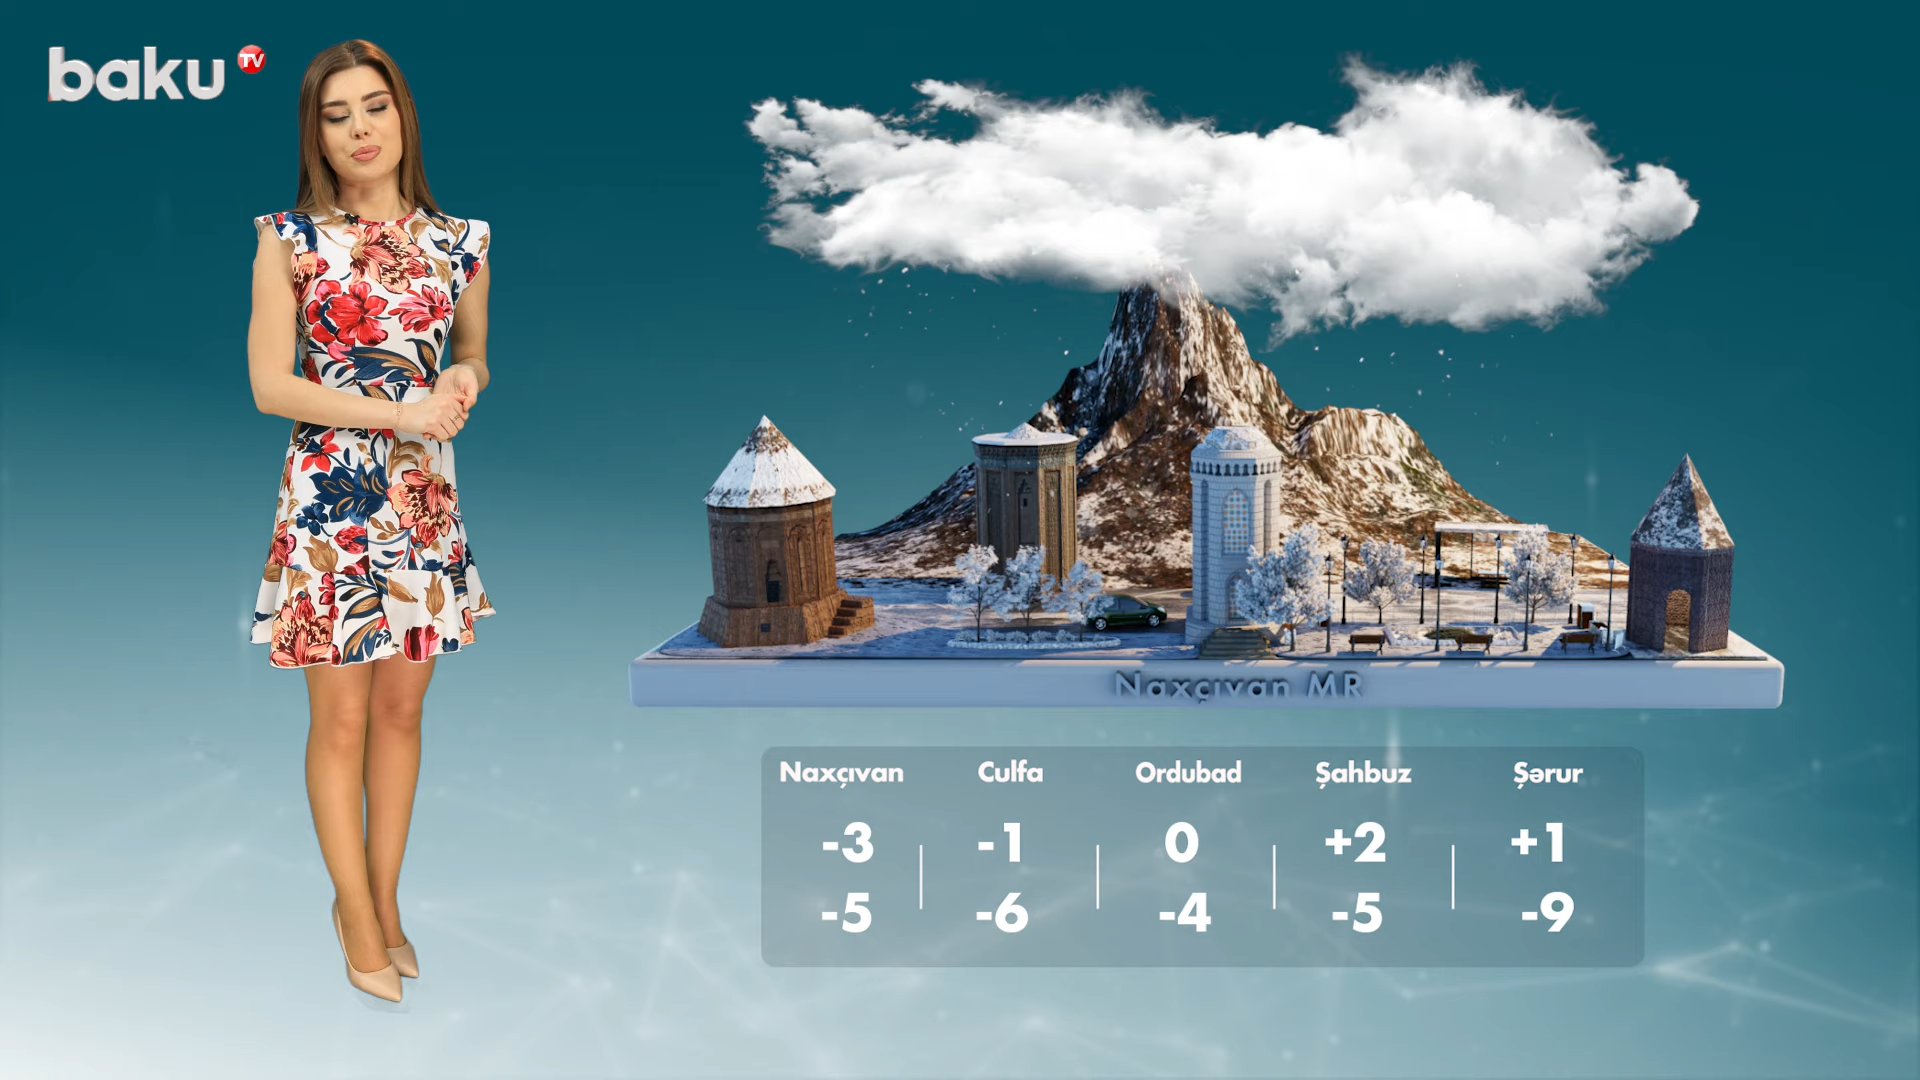 baku TV
Naxçıvan MR
Naxçıvan Culfa Ordubad Şahbuz Şərur
-3 -1 0 +2 +1
-5 -6 -4 -5 -9